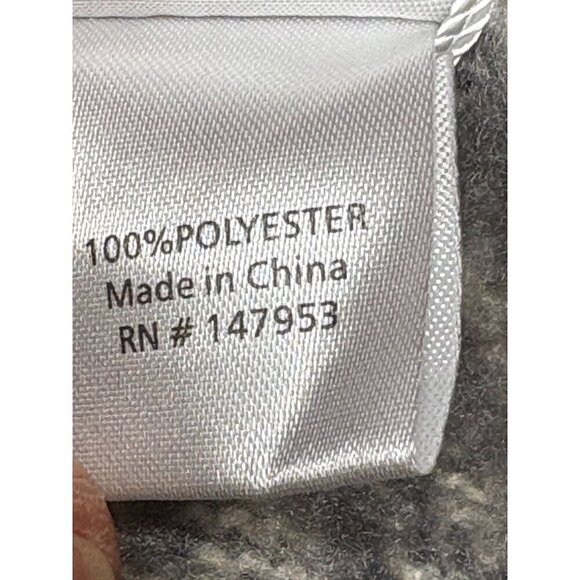 100%POLYESTER
Made in China
RN # 147953